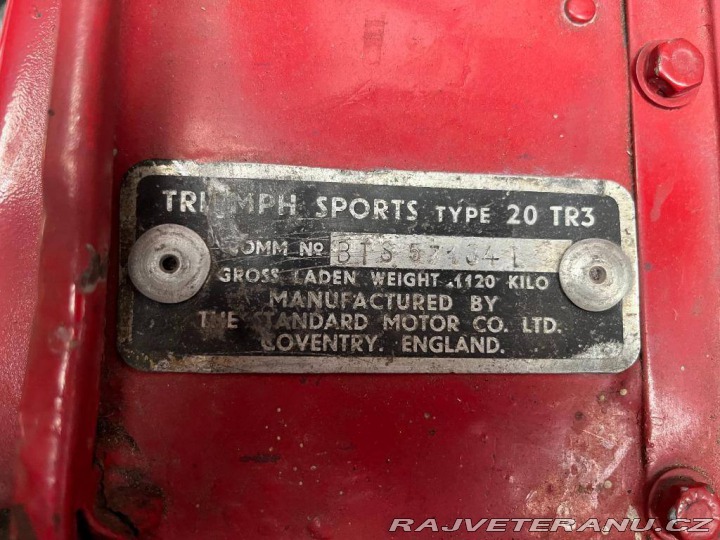 TRIUMPH SPORTS TYPE 20 TR3
COMM NO
GROSS LADEN WEIGHT 1120 KILO
MANUFACTURED BY
THE STANDARD MOTOR CO. LTD.
COVENTRY. ENGLAND.
RAJVETERANU.CZ